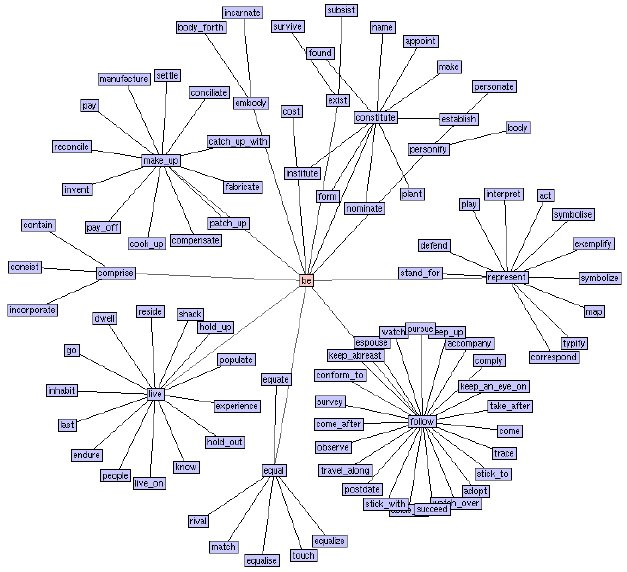 incarnate
subsist
body_forth
survive
name
found
appoint
manufacture
settle
make
conciliate
personate
pay
embody
exist
cost
constitute
establish
body
catch_up_with
reconcile
personify
make_up
institute
invent
fabricate
form
plant
interpret
act
play
nominate
symbolise
contain
pay_off
patch_up
cook_up
compensate
defend
exemplify
consist
comprise
stand_for
represent
symbolize
be
incorporate
map
reside
shack
dwell
hold_up
watch
pursue
espouse
accompany
typify
go
keep_abreast
correspond
populate
comply
conform_to
equate
keep_an_eye_on
inhabit
live
survey
take_after
experience
last
come_after
follow
come
hold_out
observe
endure
trace
know
people
live_on
equal
travel_along
stick_to
postdate
adopt
stick_with
succeed
rival
match
equalise
touch
equalize